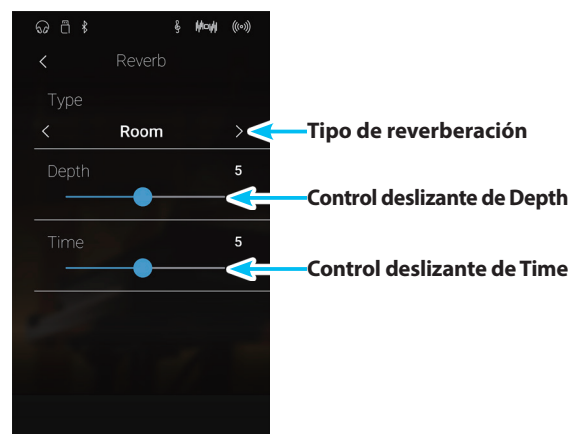 Reverb
Type
Room
Tipo de reverberación
Depth 5
Control deslizante de Depth
Time 5
Control deslizante de Time